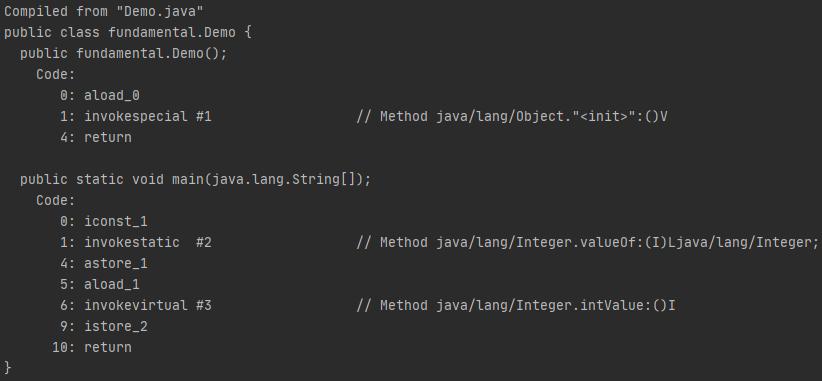 Compiled from "Demo.java"
public class fundamental.Demo {
  public fundamental.Demo();
    Code:
       0: aload_0
       1: invokespecial #1                  // Method java/lang/Object."<init>":()V
       4: return

  public static void main(java.lang.String[]);
    Code:
       0: iconst_1
       1: invokestatic  #2                  // Method java/lang/Integer.valueOf:(I)Ljava/lang/Integer;
       4: astore_1
       5: aload_1
       6: invokevirtual #3                  // Method java/lang/Integer.intValue:()I
       9: istore_2
      10: return
}